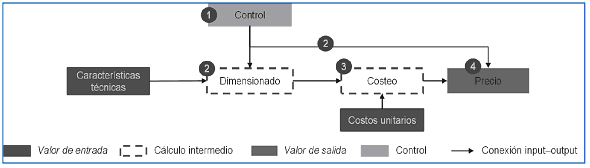 1 Control
2
Características
técnicas
2 Dimensionado
3 Costeo
4 Precio
Costos unitarios
Valor de entrada
Cálculo intermedio
Valor de salida
Control
Conexión input–output